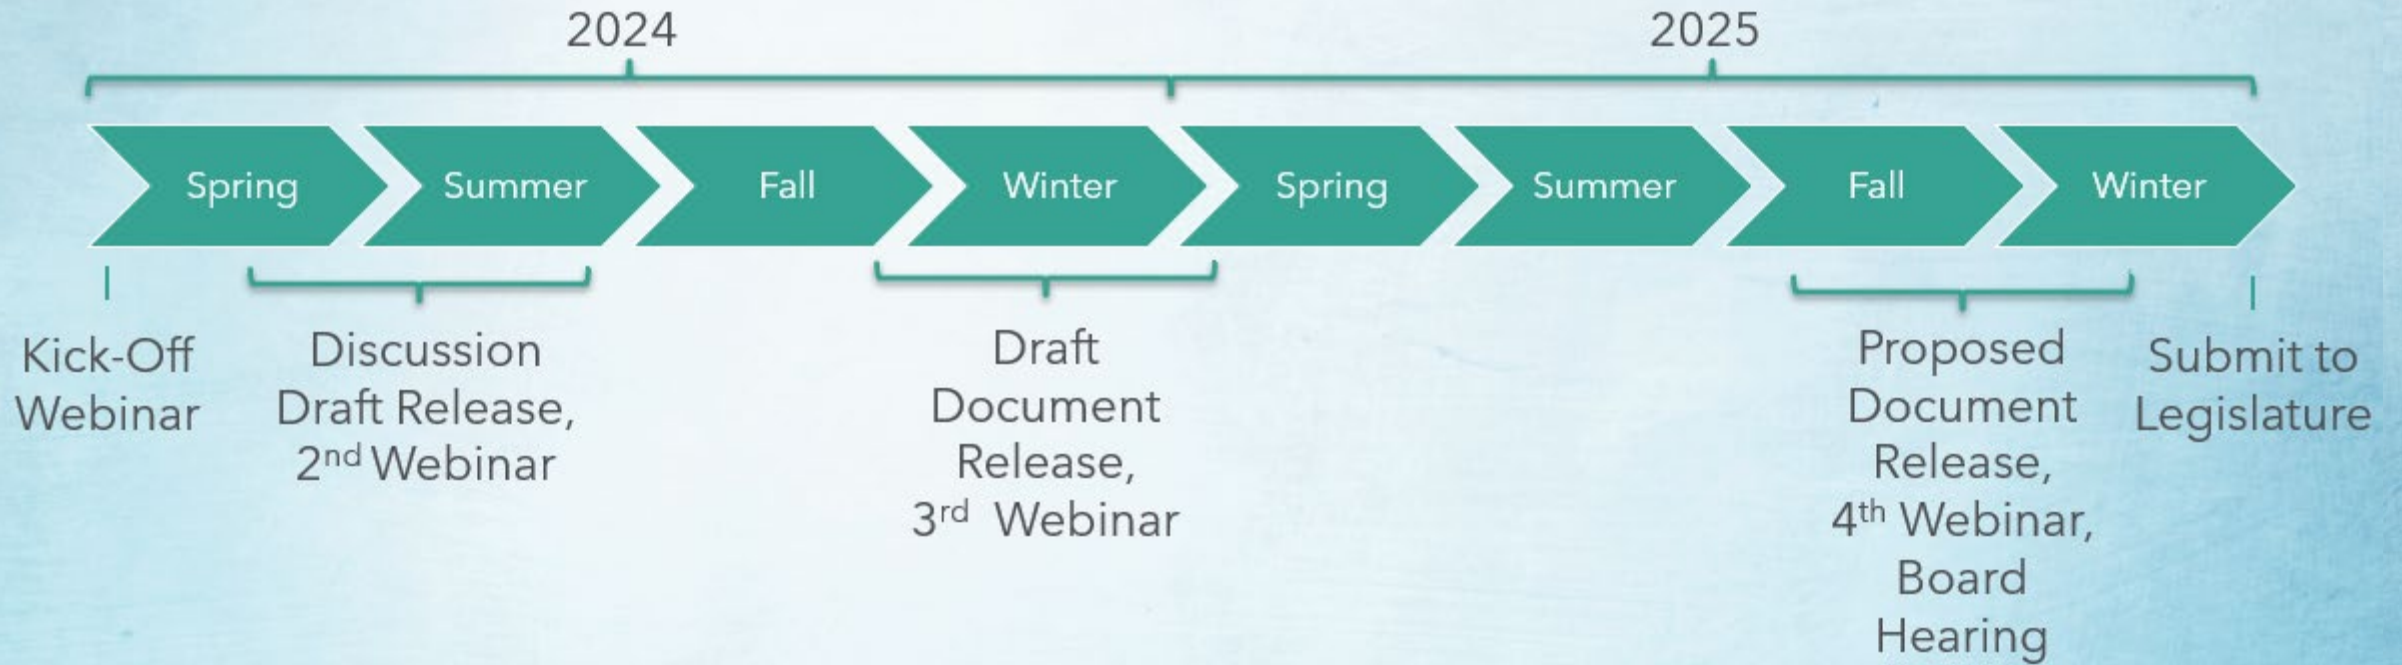 2024
2025
Spring
Summer
Fall
Winter
Spring
Summer
Fall
Winter
Kick-Off
Webinar
Discussion
Draft Release,
2nd Webinar
Draft
Document
Release,
3rd Webinar
Proposed
Document
Release,
4th Webinar,
Board
Hearing
Submit to
Legislature